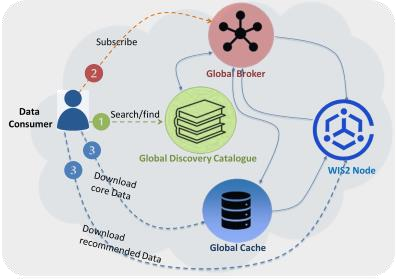 Subscribe
2
Global Broker
Data
Consumer
1
Search/find
3
Global Discovery Catalogue
3
Download
core Data
WIS2 Node
Download
recommended Data
Global Cache